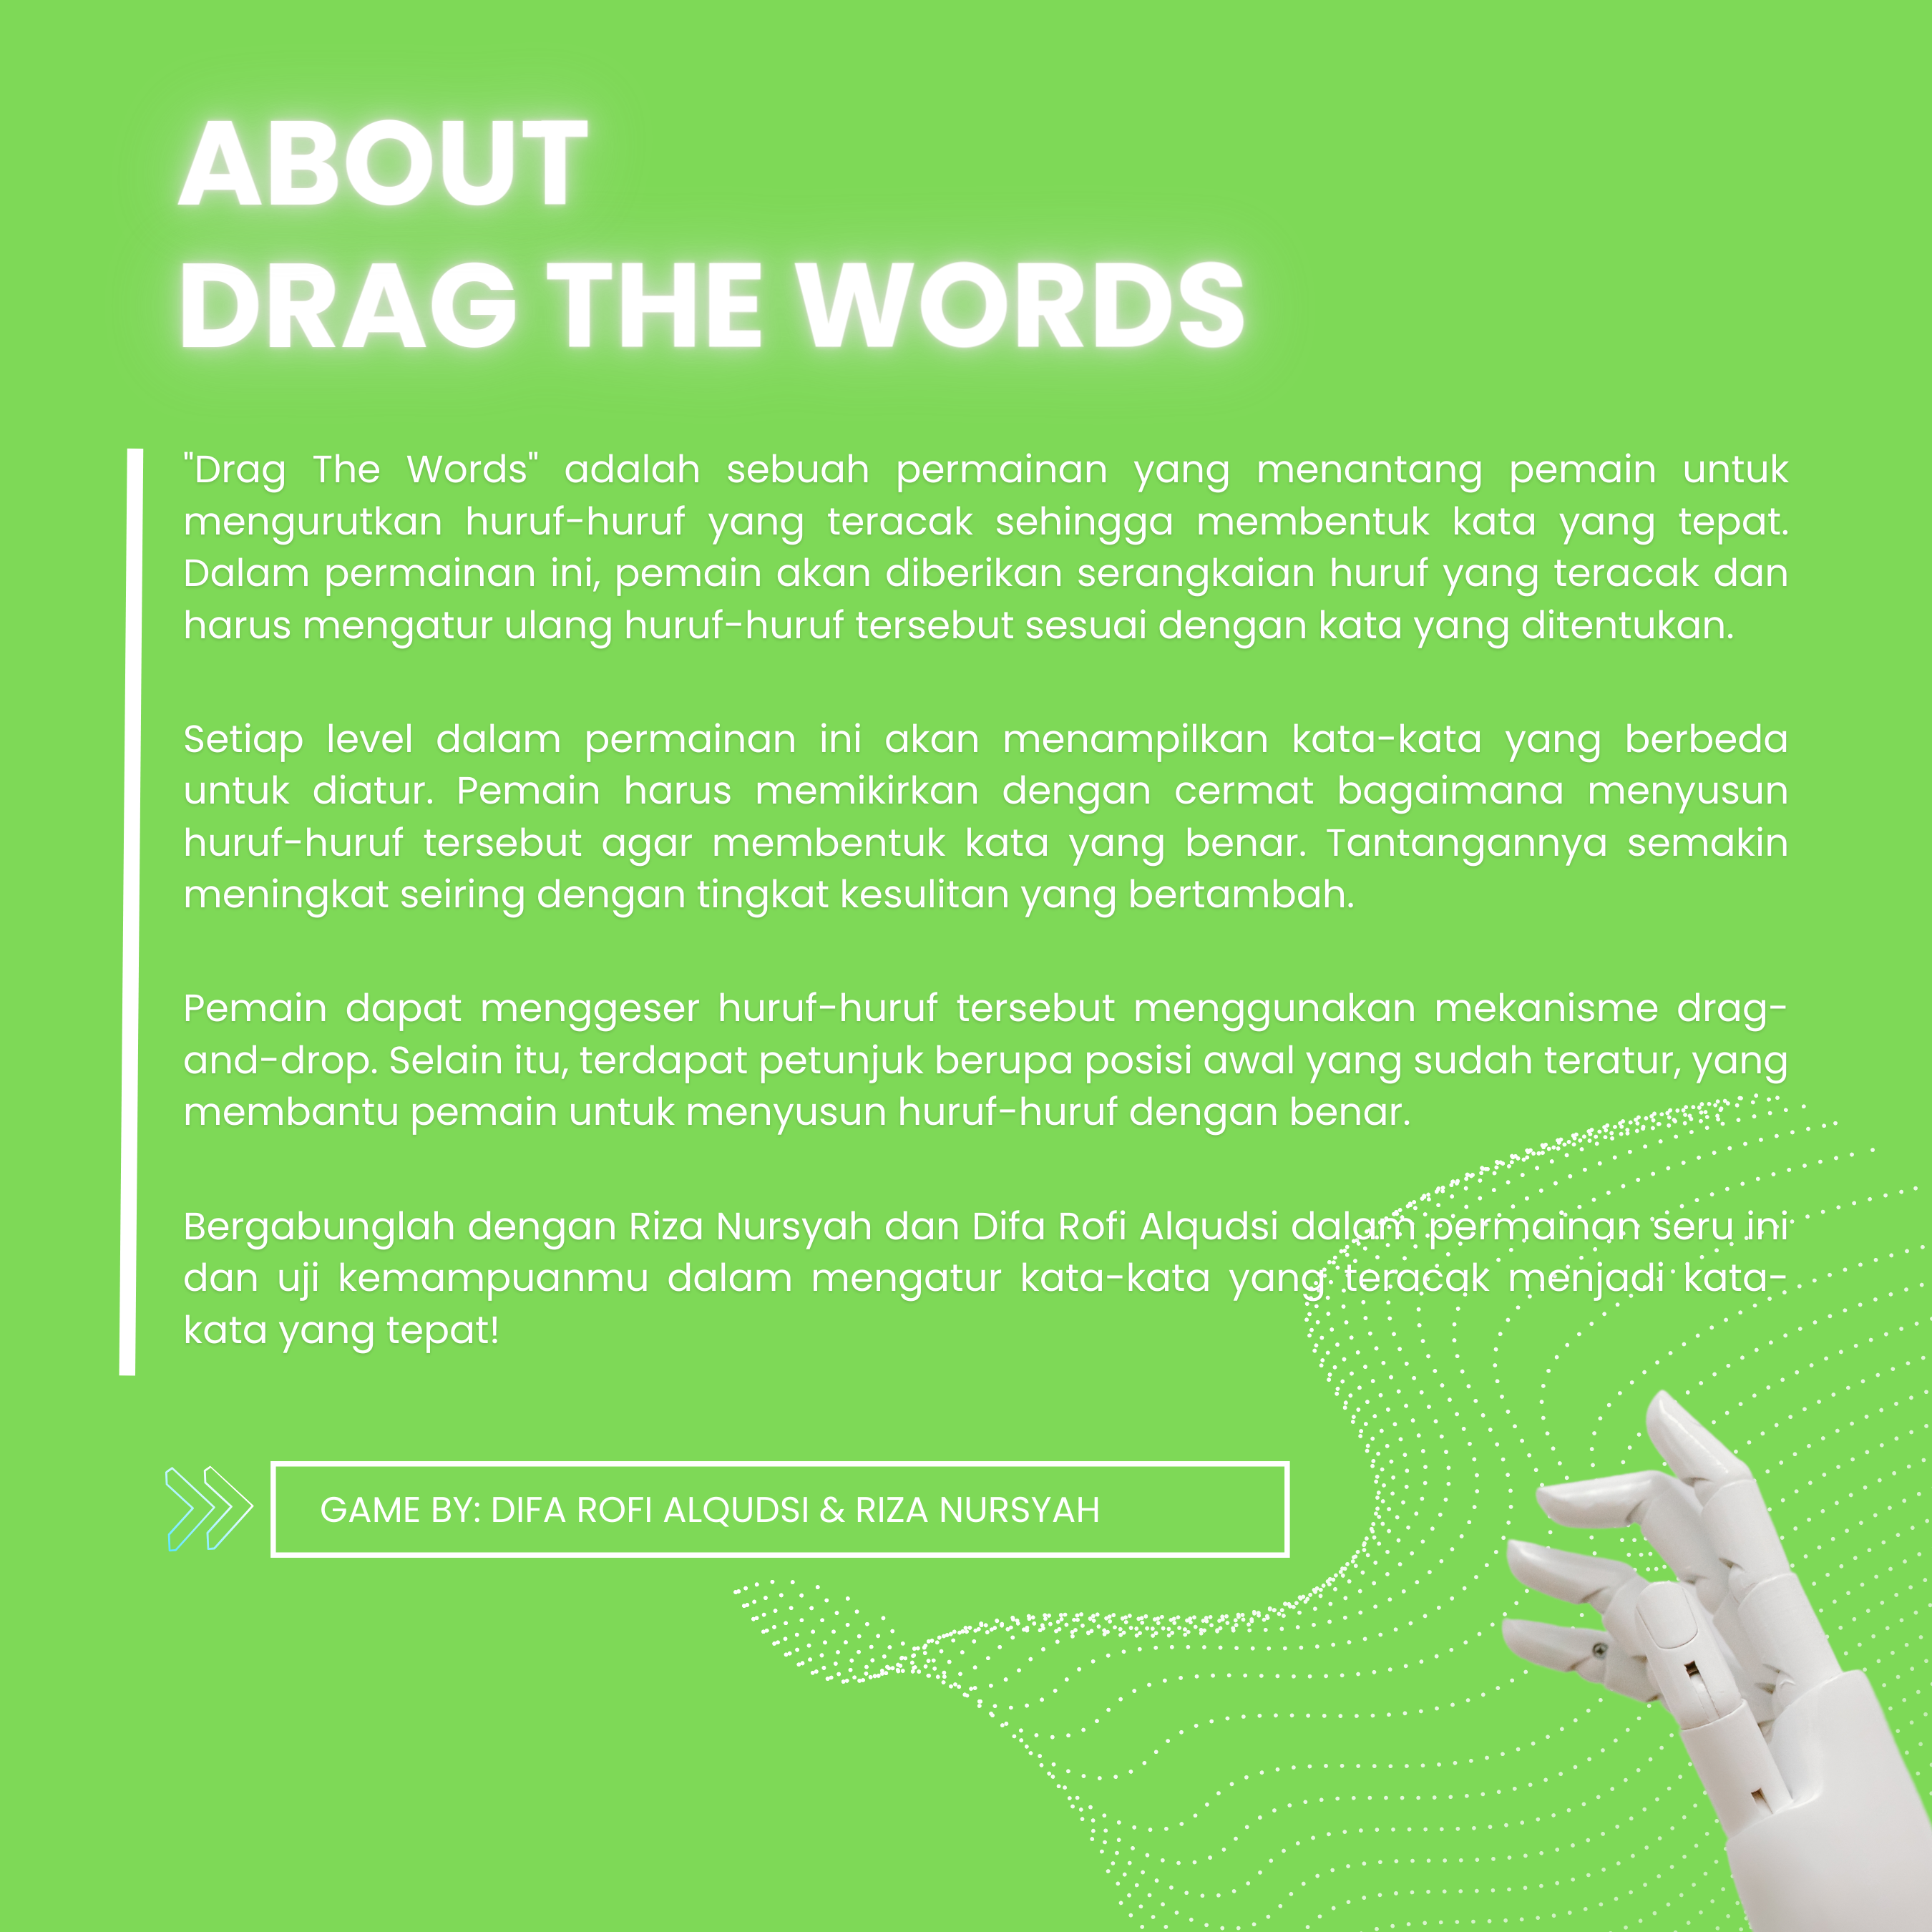 ABOUT
DRAG THE WORDS
"Drag The Words" adalah sebuah permainan yang menantang pemain untuk
mengurutkan huruf-huruf yang teracak sehingga membentuk kata yang tepat.
Dalam permainan ini, pemain akan diberikan serangkaian huruf yang teracak dan
harus mengatur ulang huruf-huruf tersebut sesuai dengan kata yang ditentukan.
Setiap level dalam permainan ini akan menampilkan kata-kata yang berbeda
untuk diatur. Pemain harus memikirkan dengan cermat bagaimana menyusun
huruf-huruf tersebut agar membentuk kata yang benar. Tantangannya semakin
meningkat seiring dengan tingkat kesulitan yang bertambah.
Pemain dapat menggeser huruf-huruf tersebut menggunakan mekanisme drag-
and-drop. Selain itu, terdapat petunjuk berupa posisi awal yang sudah teratur, yang
membantu pemain untuk menyusun huruf-huruf dengan benar.
Bergabunglah dengan Riza Nursyah dan Difa Rofi Alqudsi dalam permainan seru ini
dan uji kemampuanmu dalam mengatur kata-kata yang teracak menjadi kata-
kata yang tepat!
GAME BY: DIFA ROFI ALQUDSI & RIZA NURSYAH